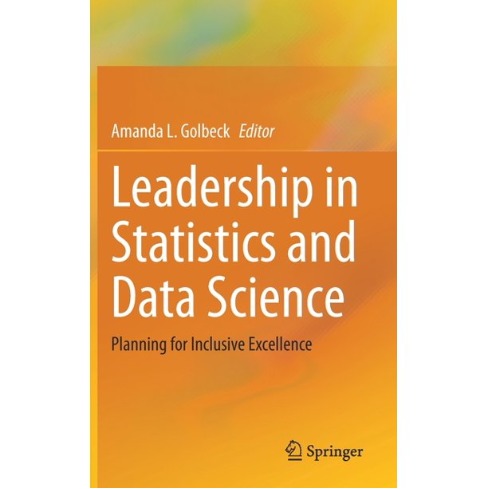 Amanda L. Golbeck Editor
Leadership in
Statistics and
Data Science
Planning for Inclusive Excellence
Springer